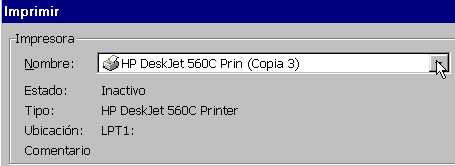 Imprimir
Impresora
Nombre: HP DeskJet 560C Prin (Copia 3)
Estado: Inactivo
Tipo: HP DeskJet 560C Printer
Ubicación: LPT1:
Comentario